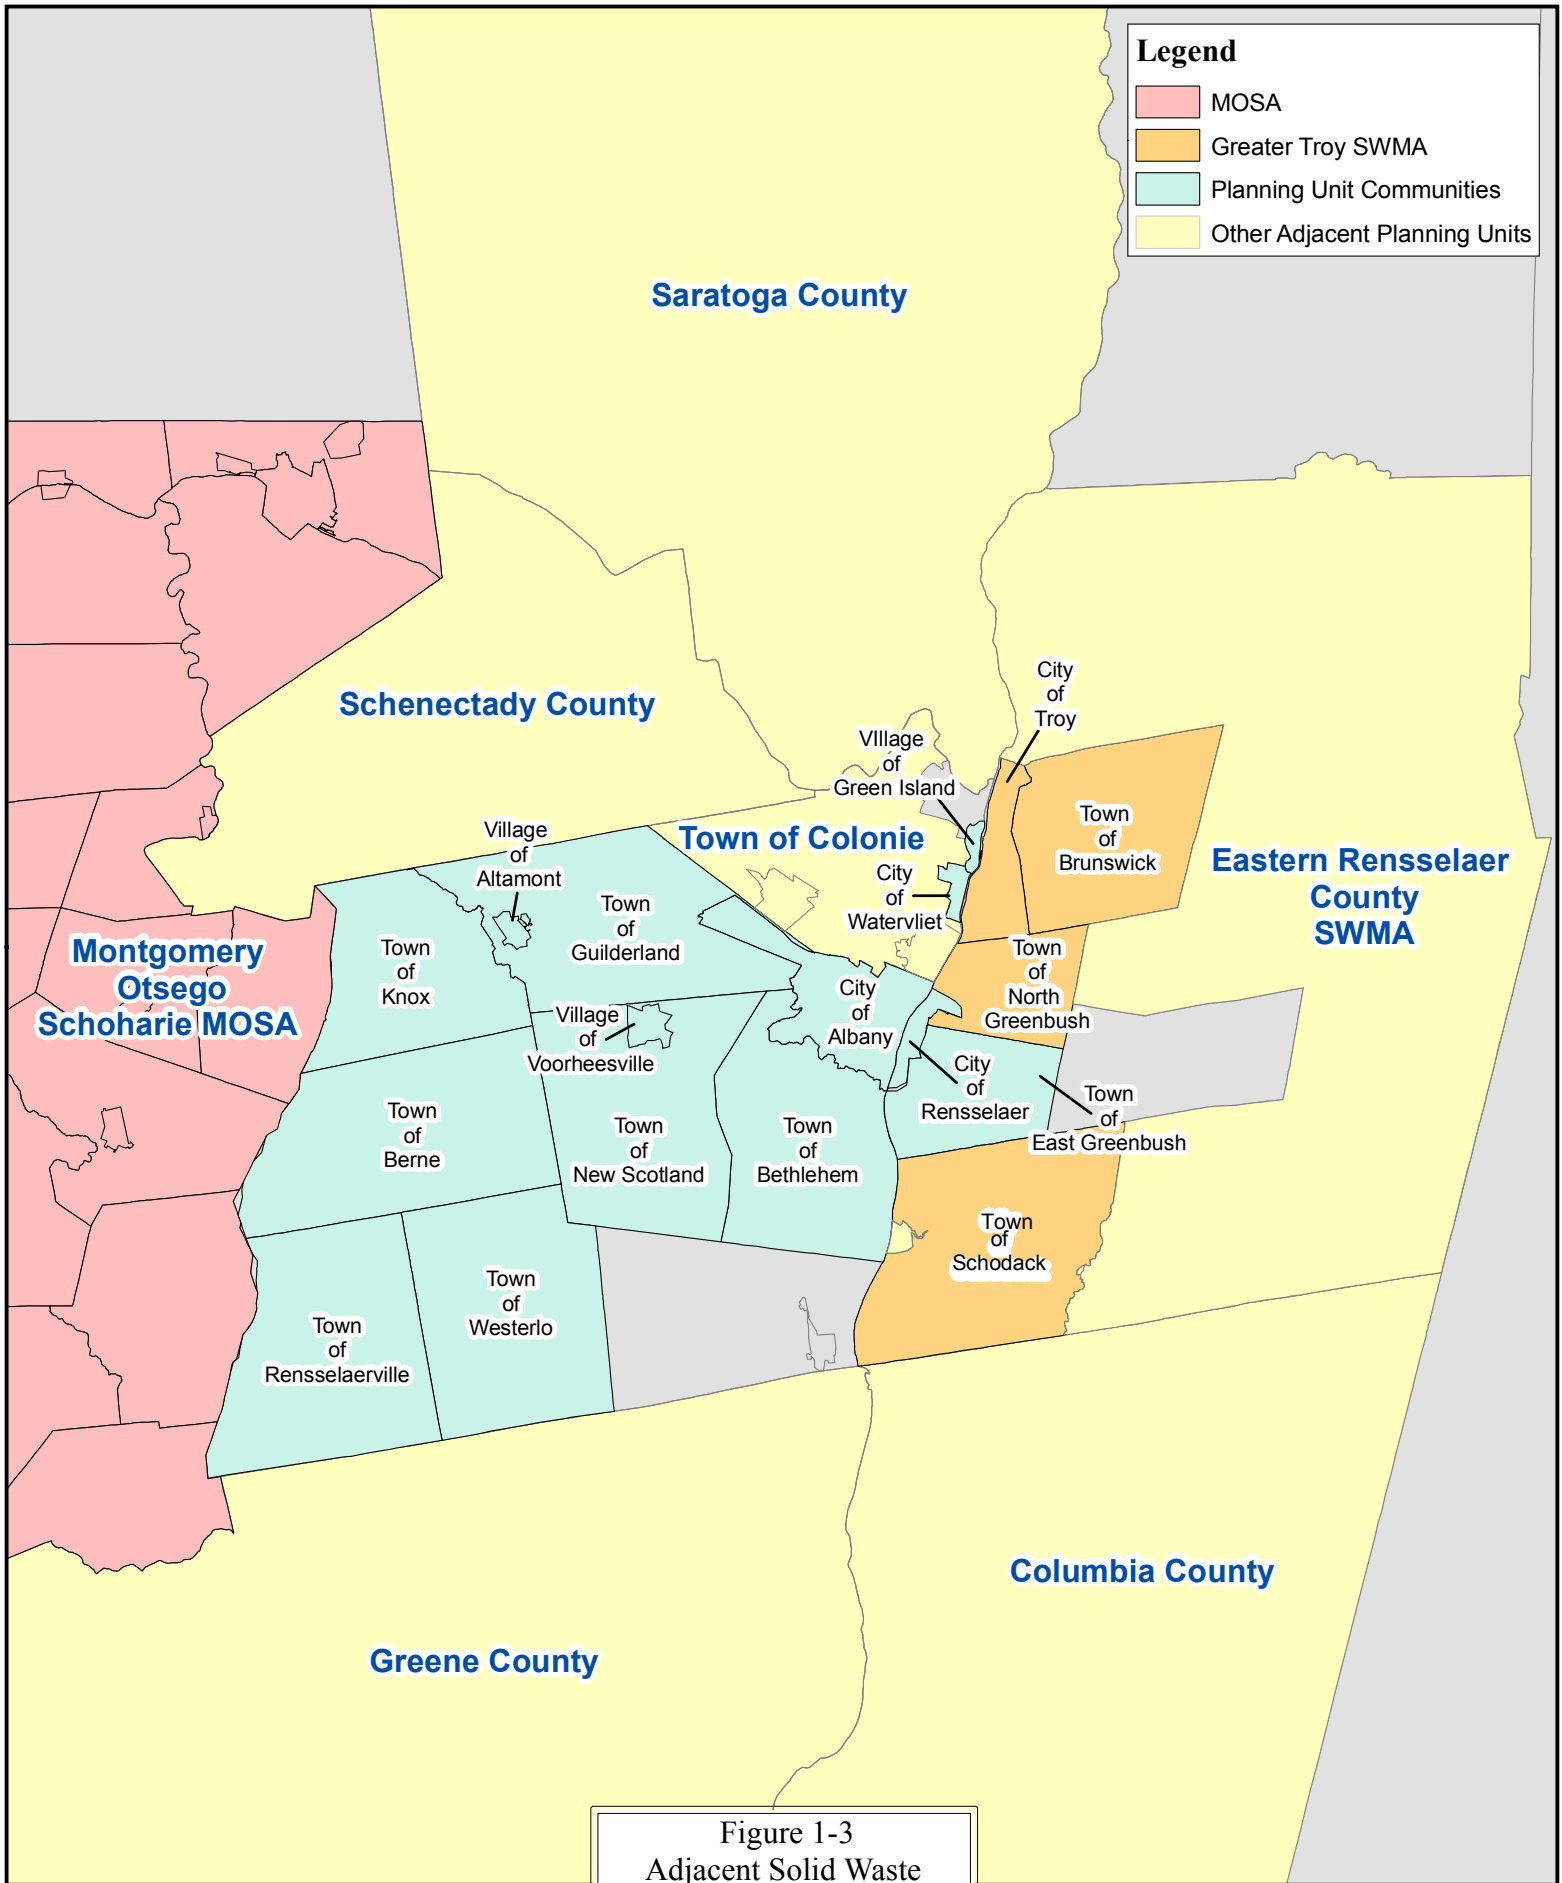 Legend
MOSA
Greater Troy SWMA
Planning Unit Communities
Other Adjacent Planning Units
Saratoga County
Schenectady County
City
of
Troy
VIllage
of
Green Island
Town of Colonie
Town
of
Brunswick
Eastern Rensselaer
County
SWMA
Village
of
Altamont
City
of
Watervliet
Town
of
Guilderland
Montgomery
Otsego
Schoharie MOSA
Town
of
Knox
Town
of
North
Greenbush
City
of
Albany
Village
of
Voorheesville
City
of
Rensselaer
Town
of
East Greenbush
Town
of
Berne
Town
of
New Scotland
Town
of
Bethlehem
Town
of
Schodack
Town
of
Westerlo
Town
of
Rensselaerville
Columbia County
Greene County
Figure 1-3
Adjacent Solid Waste